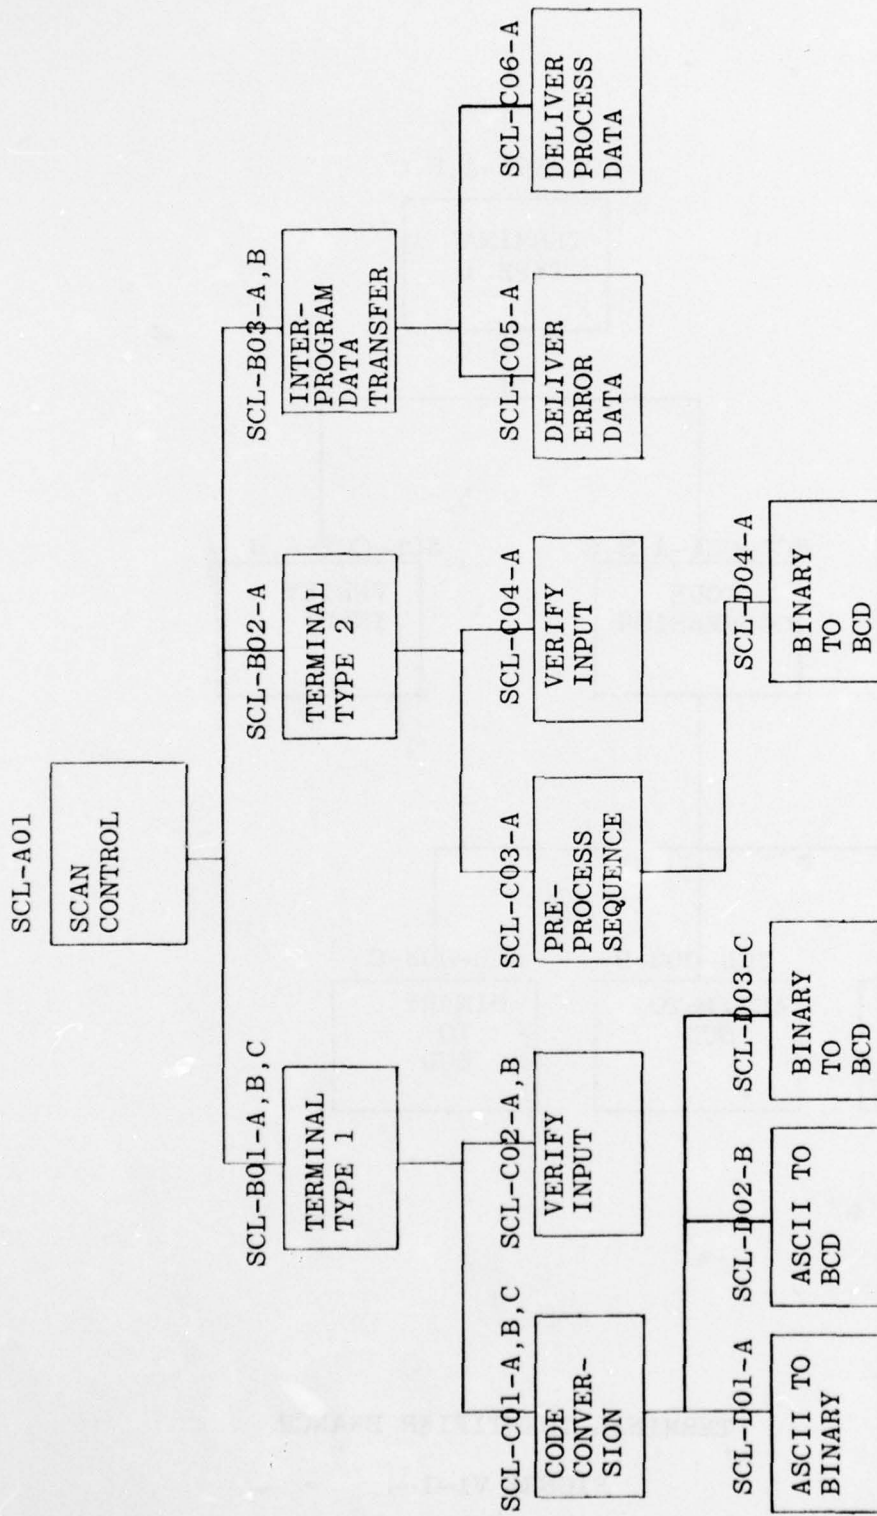 SCL-A01
SCAN
CONTROL
SCL-B01-A,B,C
TERMINAL
TYPE 1
SCL-B02-A
TERMINAL
TYPE 2
SCL-B03-A,B
INTER-
PROGRAM
DATA
TRANSFER
SCL-C01-A,B,C
CODE
CONVER-
SION
SCL-C02-A,B
VERIFY
INPUT
SCL-C03-A
PRE-
PROCESS
SEQUENCE
SCL-C04-A
VERIFY
INPUT
SCL-C05-A
DELIVER
ERROR
DATA
SCL-C06-A
DELIVER
PROCESS
DATA
SCL-D01-A
ASCII TO
BINARY
SCL-D02-B
ASCII TO
BCD
SCL-D03-C
BINARY
TO
BCD
SCL-D04-A
BINARY
TO
BCD